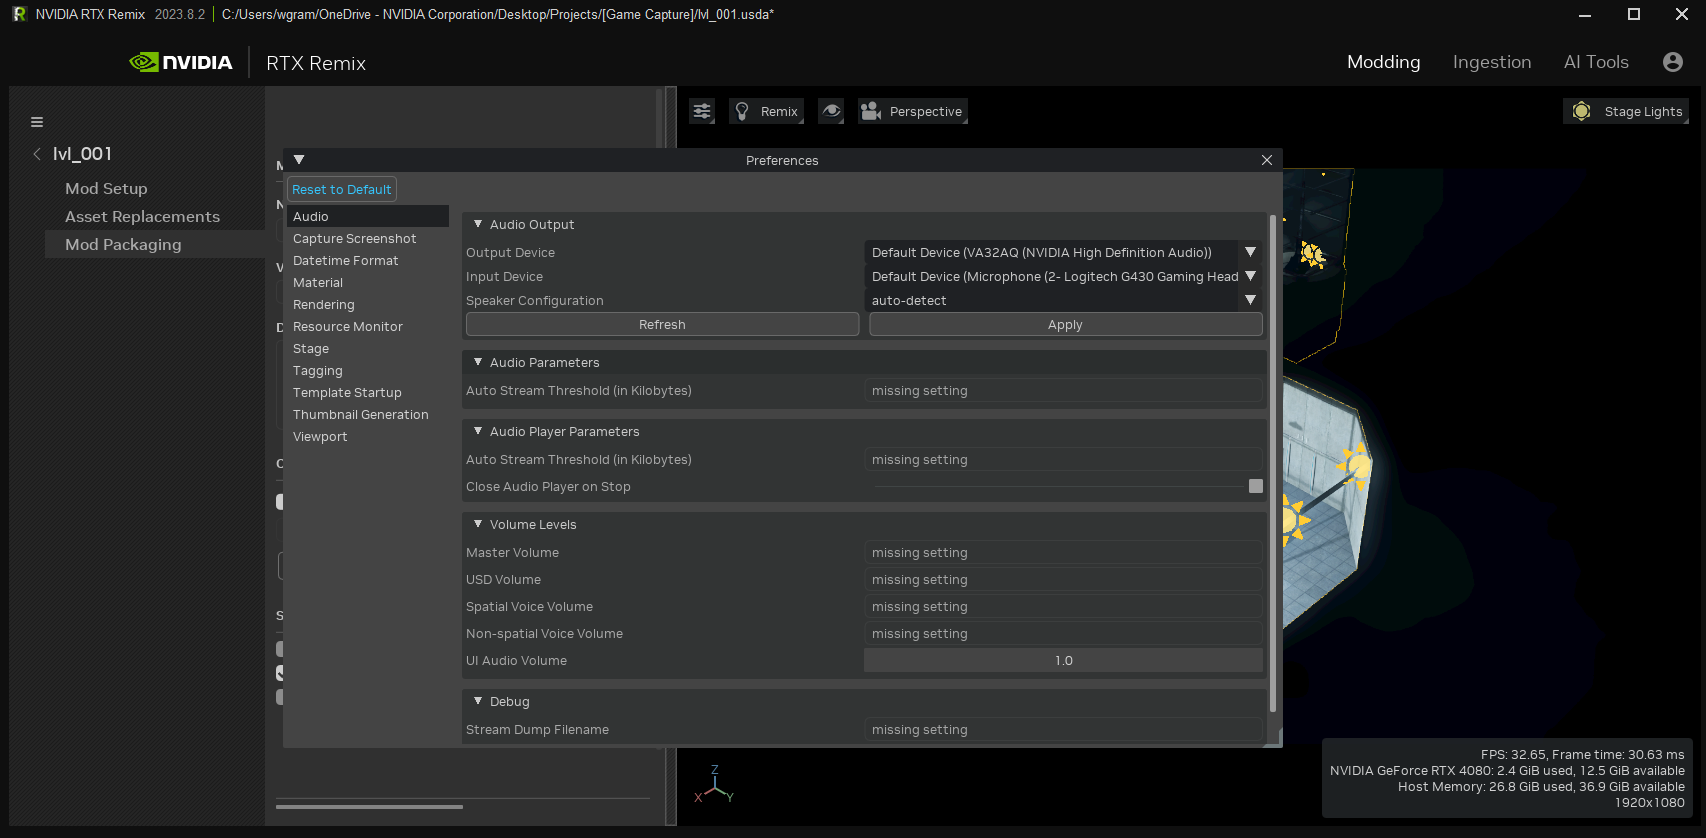 NVIDIA RTX Remix 2023.8.2 C:/Users/wgram/OneDrive - NVIDIA Corporation/Desktop/Projects/[Game Capture]/lvl_001.usda*
NVIDIA RTX Remix Modding Ingestion AI Tools
Remix Perspective Stage Lights
lvl_001
Mod Setup
Asset Replacements
Mod Packaging
Preferences
Reset to Default
Audio
Capture Screenshot
Datetime Format
Material
Rendering
Resource Monitor
Stage
Tagging
Template Startup
Thumbnail Generation
Viewport
Audio Output
Output Device Default Device (VA32AQ (NVIDIA High Definition Audio))
Input Device Default Device (Microphone (2- Logitech G430 Gaming Head
Speaker Configuration auto-detect
Refresh Apply
Audio Parameters
Auto Stream Threshold (in Kilobytes) missing setting
Audio Player Parameters
Auto Stream Threshold (in Kilobytes) missing setting
Close Audio Player on Stop
Volume Levels
Master Volume missing setting
USD Volume missing setting
Spatial Voice Volume missing setting
Non-spatial Voice Volume missing setting
UI Audio Volume 1.0
Debug
Stream Dump Filename missing setting
Z
X Y
FPS: 32.65, Frame time: 30.63 ms
NVIDIA GeForce RTX 4080: 2.4 GiB used, 12.5 GiB available
Host Memory: 26.8 GiB used, 36.9 GiB available
1920x1080